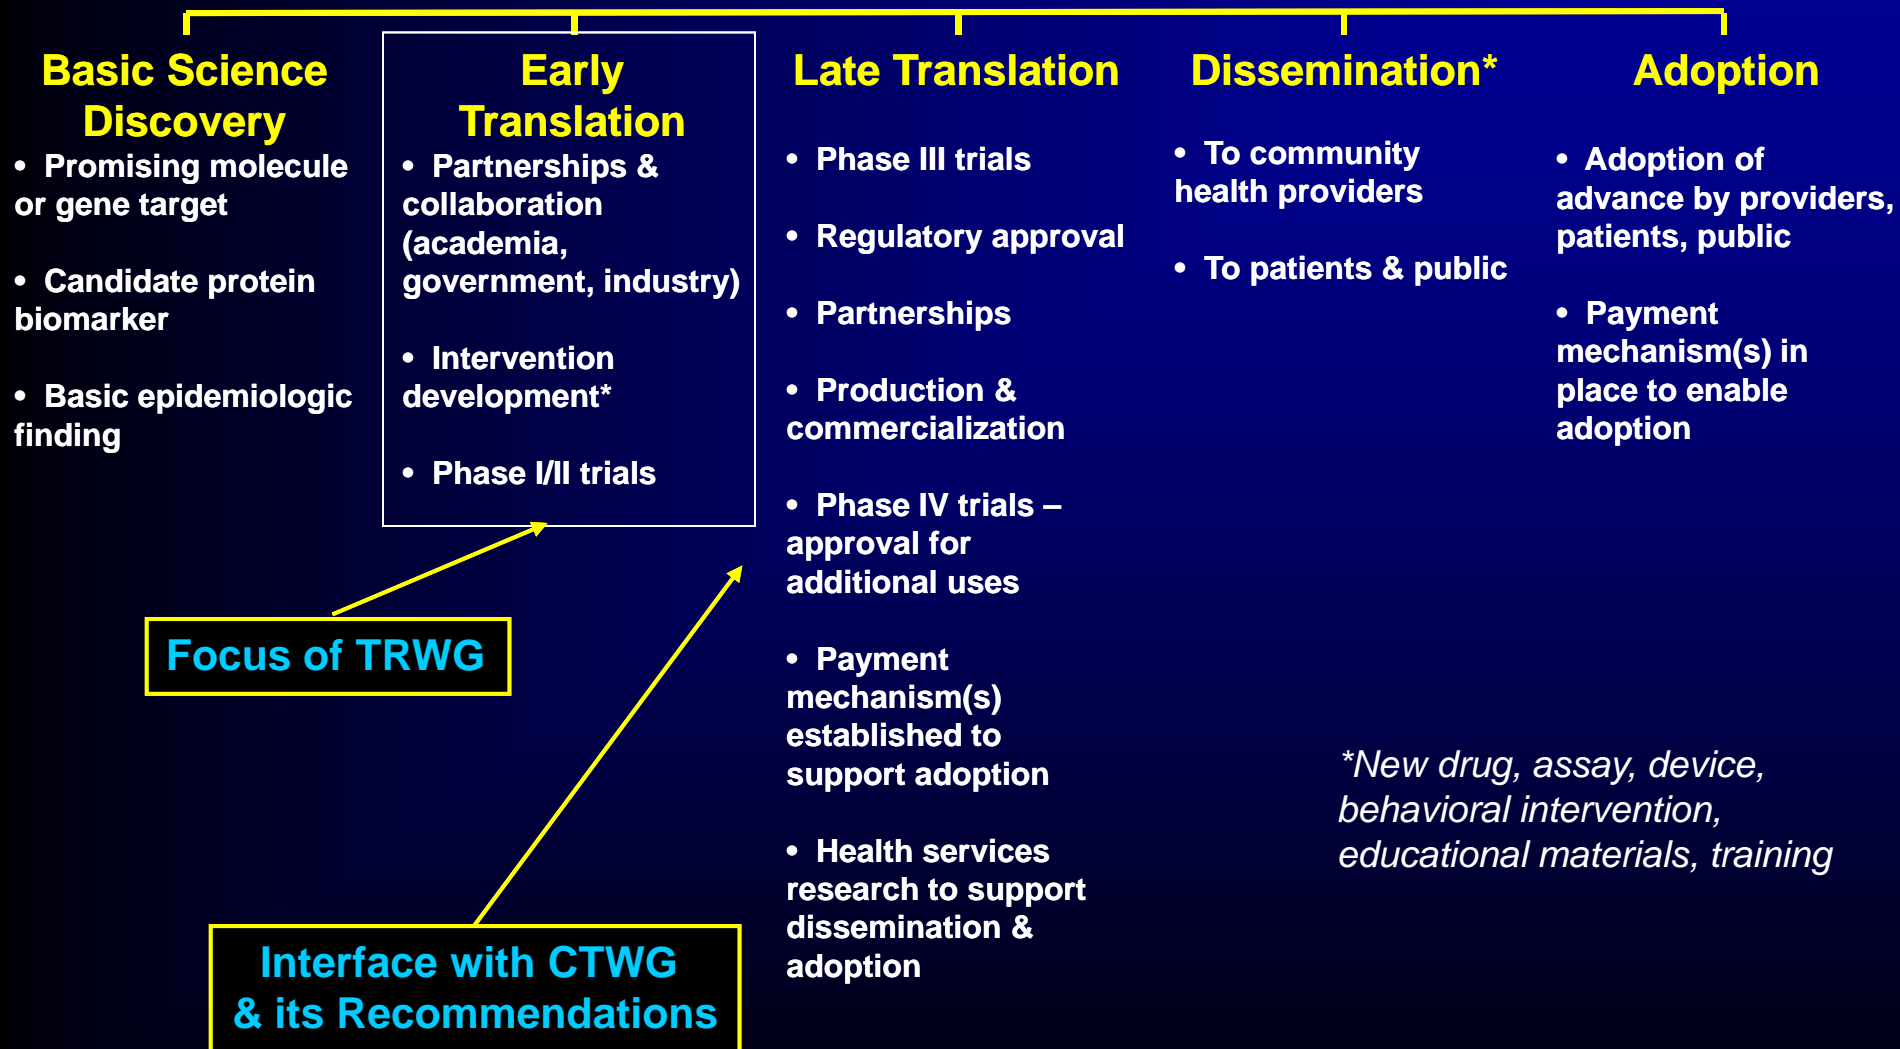 Basic Science
Discovery
• Promising molecule
or gene target
• Candidate protein
biomarker
• Basic epidemiologic
finding
Early
Translation
• Partnerships &
collaboration
(academia,
government, industry)
• Intervention
development*
• Phase I/II trials
Late Translation
• Phase III trials
• Regulatory approval
• Partnerships
• Production &
commercialization
• Phase IV trials –
approval for
additional uses
• Payment
mechanism(s)
established to
support adoption
• Health services
research to support
dissemination &
adoption
Dissemination*
• To community
health providers
• To patients & public
Adoption
• Adoption of
advance by providers,
patients, public
• Payment
mechanism(s) in
place to enable
adoption
Focus of TRWG
Interface with CTWG
& its Recommendations
*New drug, assay, device,
behavioral intervention,
educational materials, training